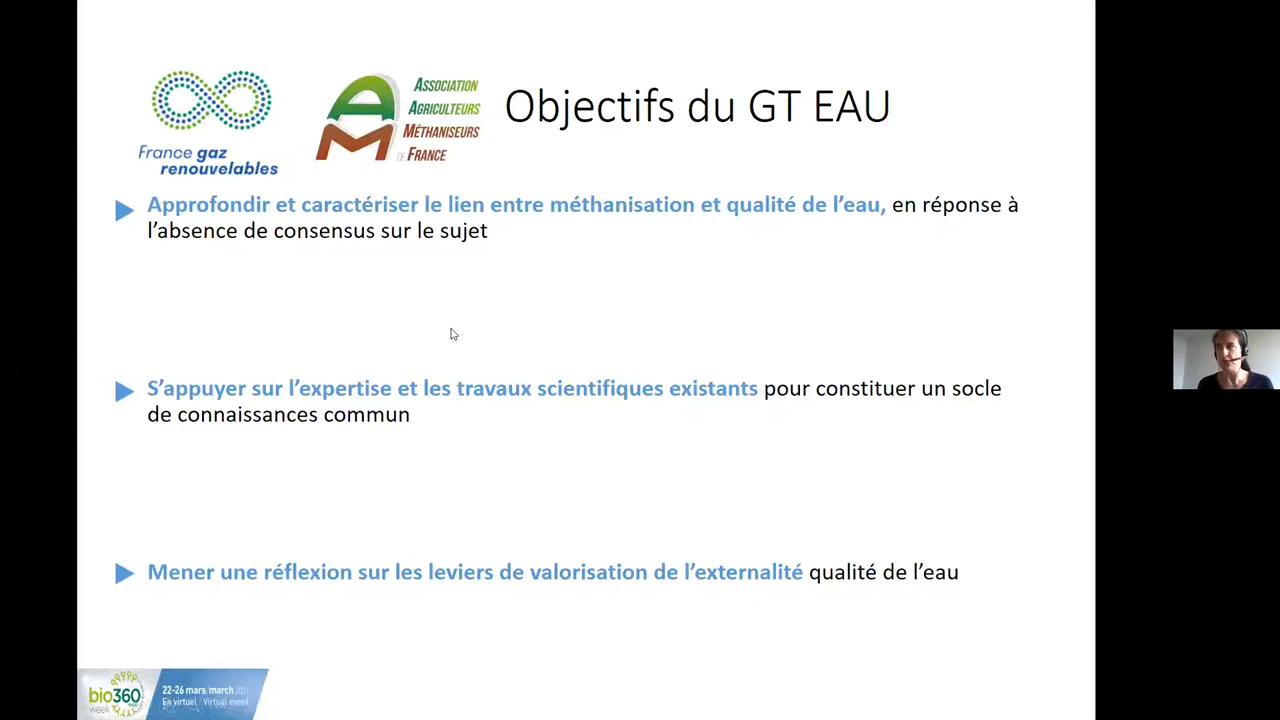 France gaz
renouvelables
ASSOCIATION
AGRICULTEURS
MÉTHANISEURS
DE FRANCE
Objectifs du GT EAU
Approfondir et caractériser le lien entre méthanisation et qualité de l’eau, en réponse à
l’absence de consensus sur le sujet
S’appuyer sur l’expertise et les travaux scientifiques existants pour constituer un socle
de connaissances commun
Mener une réflexion sur les leviers de valorisation de l’externalité qualité de l’eau
bio360
week
22-26 mars/march
En virtuel / Virtual event